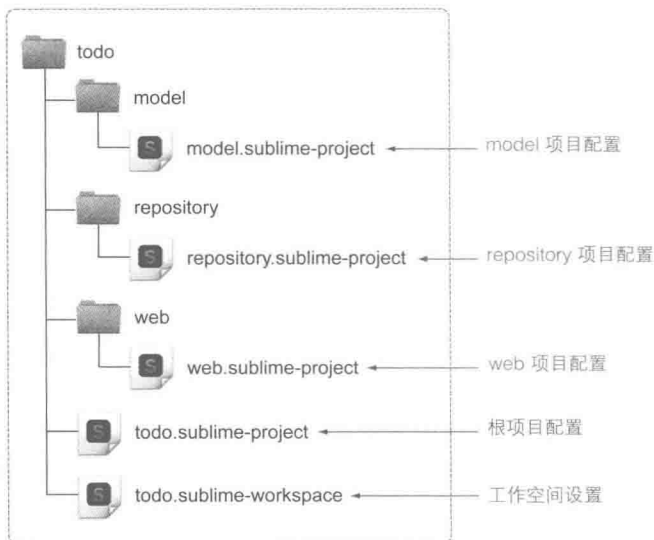 todo
model
model.sublime-project model 项目配置
repository
repository.sublime-project repository 项目配置
web
web.sublime-project web 项目配置
todo.sublime-project 根项目配置
todo.sublime-workspace 工作空间设置